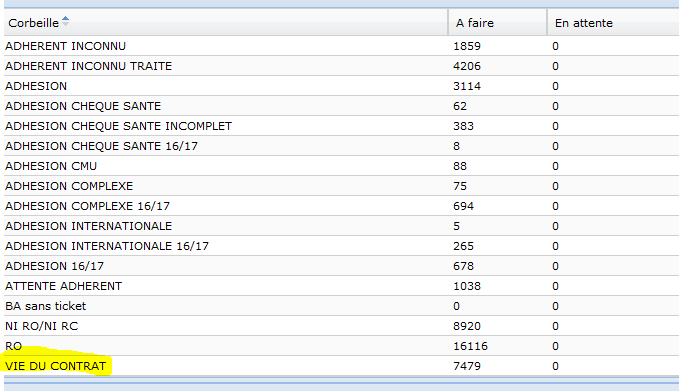 Corbeille A faire En attente
ADHERENT INCONNU 1859 0
ADHERENT INCONNU TRAITE 4206 0
ADHESION 3114 0
ADHESION CHEQUE SANTE 62 0
ADHESION CHEQUE SANTE INCOMPLET 383 0
ADHESION CHEQUE SANTE 16/17 8 0
ADHESION CMU 88 0
ADHESION COMPLEXE 75 0
ADHESION COMPLEXE 16/17 694 0
ADHESION INTERNATIONALE 5 0
ADHESION INTERNATIONALE 16/17 265 0
ADHESION 16/17 678 0
ATTENTE ADHERENT 1038 0
BA sans ticket 0 0
NI RO/NI RC 8920 0
RO 16116 0
VIE DU CONTRAT 7479 0